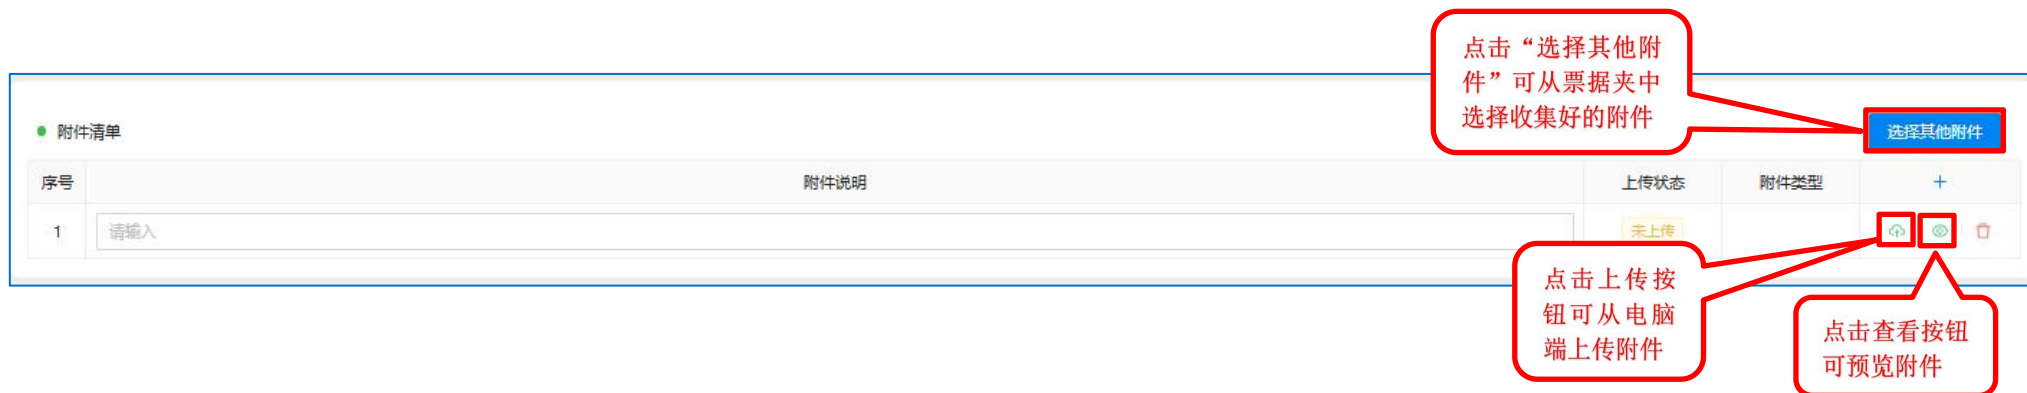 点击“选择其他附
件”可从票据夹中
选择收集好的附件
附件清单
选择其他附件
序号 附件说明 上传状态 附件类型 +
1 请输入 未上传
点击上传按
钮可从电脑
端上传附件
点击查看按钮
可预览附件